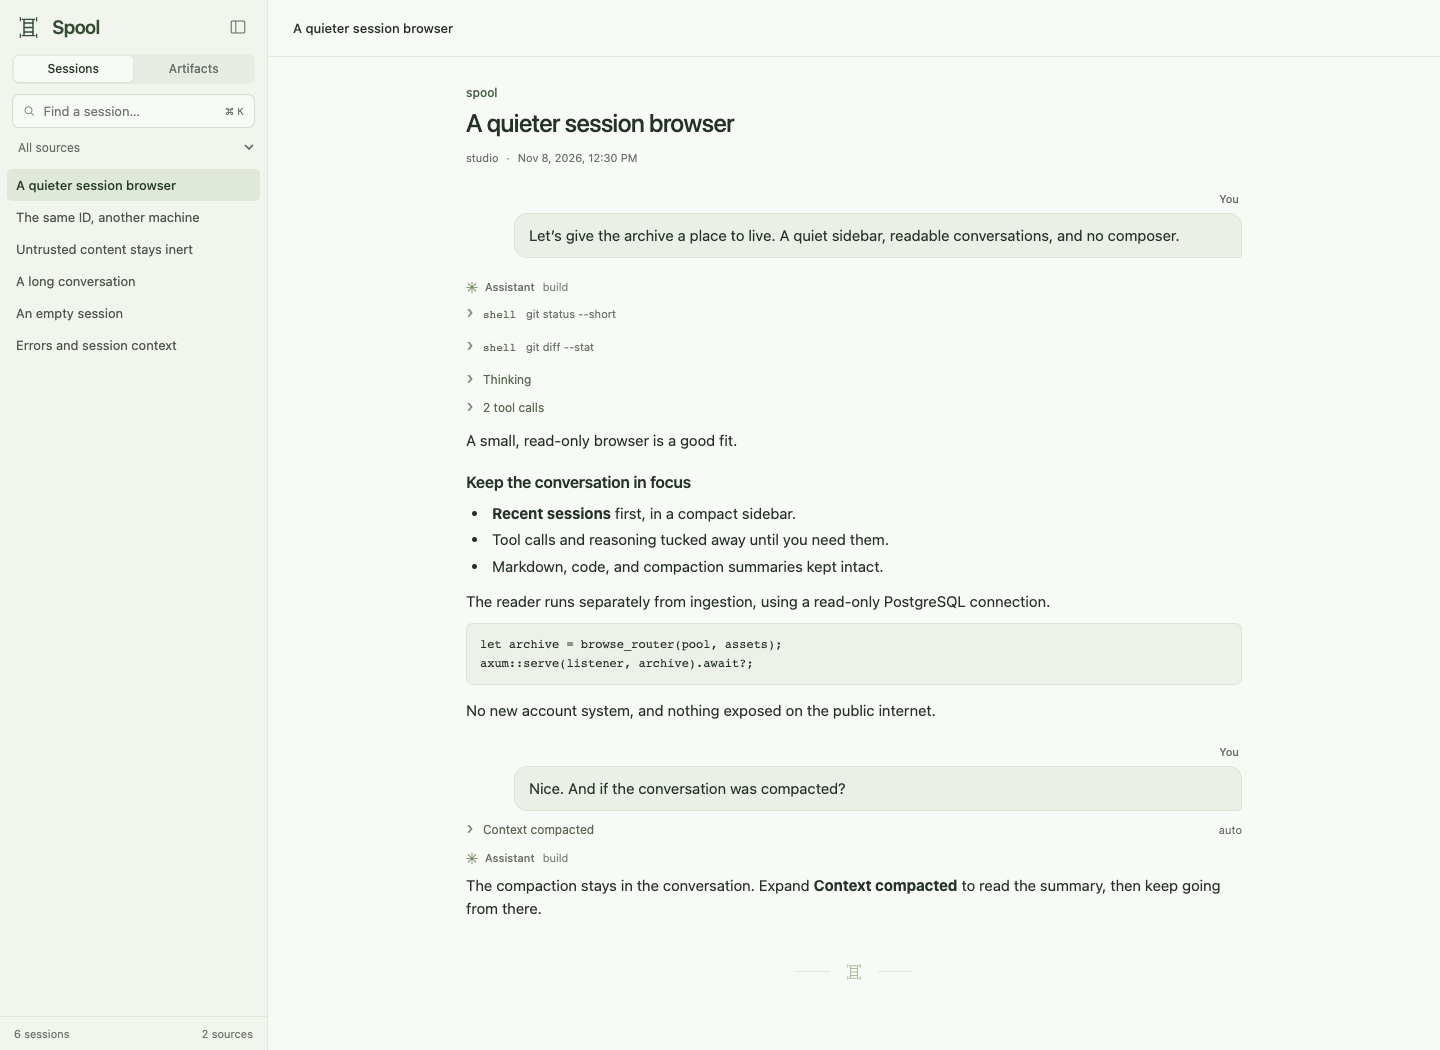 Spool
Sessions
Artifacts
Find a session...
⌘ K
All sources
A quieter session browser
The same ID, another machine
Untrusted content stays inert
A long conversation
An empty session
Errors and session context
6 sessions
2 sources
A quieter session browser
spool
A quieter session browser
studio · Nov 8, 2026, 12:30 PM
You
Let’s give the archive a place to live. A quiet sidebar, readable conversations, and no composer.
Assistant build
shell git status --short
shell git diff --stat
Thinking
2 tool calls
A small, read-only browser is a good fit.
Keep the conversation in focus
• Recent sessions first, in a compact sidebar.
• Tool calls and reasoning tucked away until you need them.
• Markdown, code, and compaction summaries kept intact.
The reader runs separately from ingestion, using a read-only PostgreSQL connection.
let archive = browse_router(pool, assets);
axum::serve(listener, archive).await?;
No new account system, and nothing exposed on the public internet.
You
Nice. And if the conversation was compacted?
Context compacted
auto
Assistant build
The compaction stays in the conversation. Expand Context compacted to read the summary, then keep going
from there.